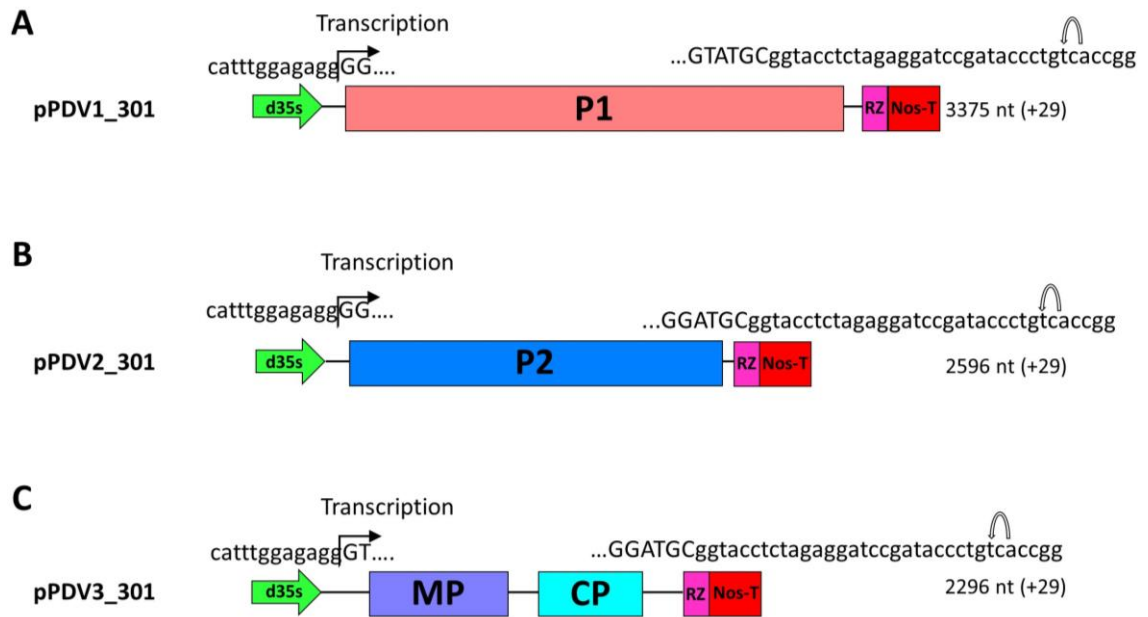 A
Transcription
catttggagaggGG....
...GTATGCggtacctctagaggatccgataccctgtcaccgg
pPDV1_301
d35s
P1
RZ
Nos-T
3375 nt (+29)
B
Transcription
catttggagaggGG....
...GGATGCggtacctctagaggatccgataccctgtcaccgg
pPDV2_301
d35s
P2
RZ
Nos-T
2596 nt (+29)
C
Transcription
catttggagaggGT....
...GGATGCggtacctctagaggatccgataccctgtcaccgg
pPDV3_301
d35s
MP
CP
RZ
Nos-T
2296 nt (+29)